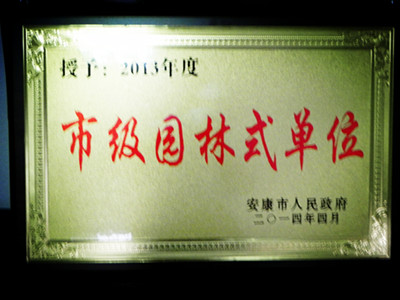 授予：2013年度
市级园林式单位
安康市人民政府
二〇一四年四月